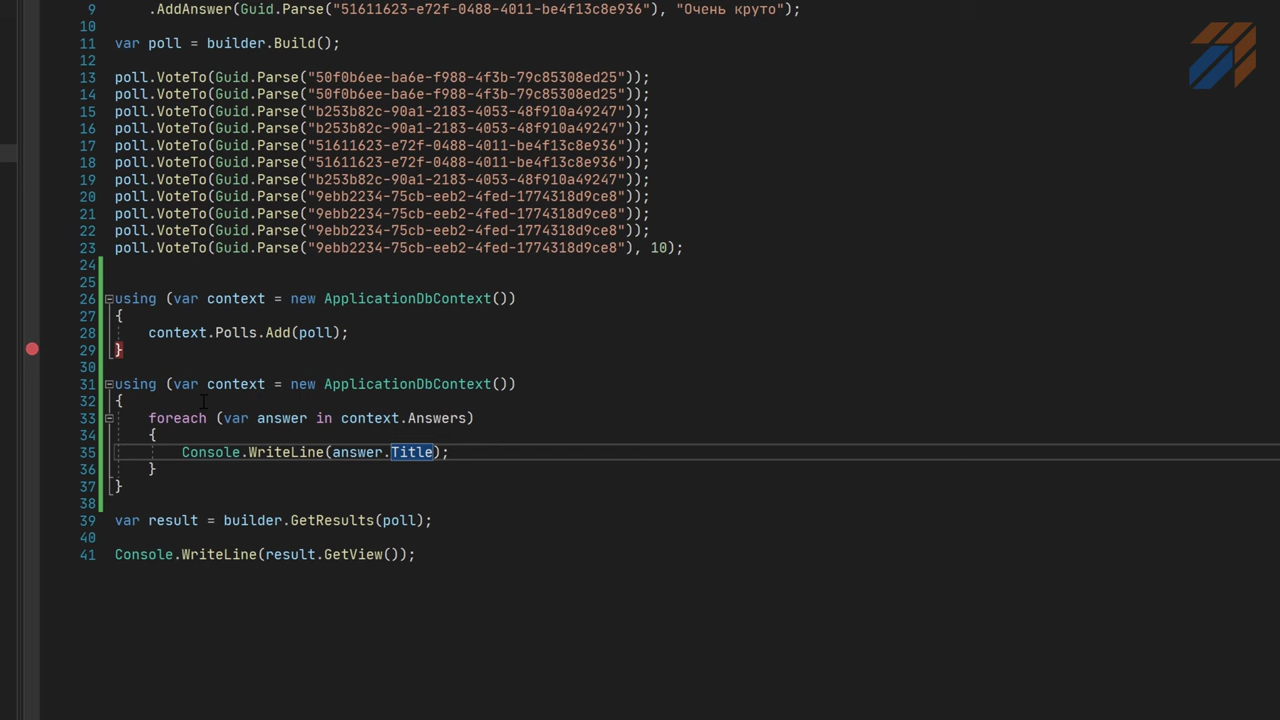 9 .AddAnswer(Guid.Parse("51611623-e72f-0488-4011-be4f13c8e936"), "Очень круто");
10
11 var poll = builder.Build();
12
13 poll.VoteTo(Guid.Parse("50f0b6ee-ba6e-f988-4f3b-79c85308ed25"));
14 poll.VoteTo(Guid.Parse("50f0b6ee-ba6e-f988-4f3b-79c85308ed25"));
15 poll.VoteTo(Guid.Parse("b253b82c-90a1-2183-4053-48f910a49247"));
16 poll.VoteTo(Guid.Parse("b253b82c-90a1-2183-4053-48f910a49247"));
17 poll.VoteTo(Guid.Parse("51611623-e72f-0488-4011-be4f13c8e936"));
18 poll.VoteTo(Guid.Parse("51611623-e72f-0488-4011-be4f13c8e936"));
19 poll.VoteTo(Guid.Parse("b253b82c-90a1-2183-4053-48f910a49247"));
20 poll.VoteTo(Guid.Parse("9ebb2234-75cb-eeb2-4fed-1774318d9ce8"));
21 poll.VoteTo(Guid.Parse("9ebb2234-75cb-eeb2-4fed-1774318d9ce8"));
22 poll.VoteTo(Guid.Parse("9ebb2234-75cb-eeb2-4fed-1774318d9ce8"));
23 poll.VoteTo(Guid.Parse("9ebb2234-75cb-eeb2-4fed-1774318d9ce8"), 10);
24
25
26 using (var context = new ApplicationDbContext())
27 {
28 context.Polls.Add(poll);
29 }
30
31 using (var context = new ApplicationDbContext())
32 {
33 foreach (var answer in context.Answers)
34 {
35 Console.WriteLine(answer.Title);
36 }
37 }
38
39 var result = builder.GetResults(poll);
40
41 Console.WriteLine(result.GetView());